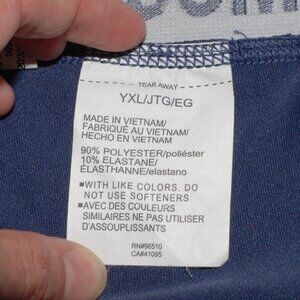 TEAR AWAY
YXL/JTG/EG
MADE IN VIETNAM/
FABRIQUÉ AU VIETNAM/
HECHO EN VIETNAM
90% POLYESTER/poliéster
10% ELASTANE/
ÉLASTHANNE/elastano
▪WITH LIKE COLORS. DO
NOT USE SOFTENERS
▪AVEC DES COULEURS
SIMILAIRES NE PAS UTILISER
D'ASSOUPLISSANTS
RN#96510
CA#41095